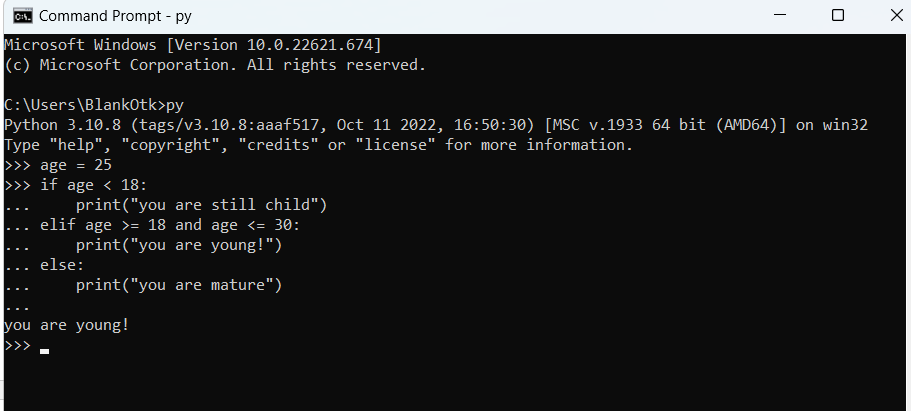 Command Prompt - py
Microsoft Windows [Version 10.0.22621.674]
(c) Microsoft Corporation. All rights reserved.
C:\Users\BlankOtk>py
Python 3.10.8 (tags/v3.10.8:aaaf517, Oct 11 2022, 16:50:30) [MSC v.1933 64 bit (AMD64)] on win32
Type "help", "copyright", "credits" or "license" for more information.
>>> age = 25
>>> if age < 18:
...     print("you are still child")
... elif age >= 18 and age <= 30:
...     print("you are young!")
... else:
...     print("you are mature")
...
you are young!
>>>